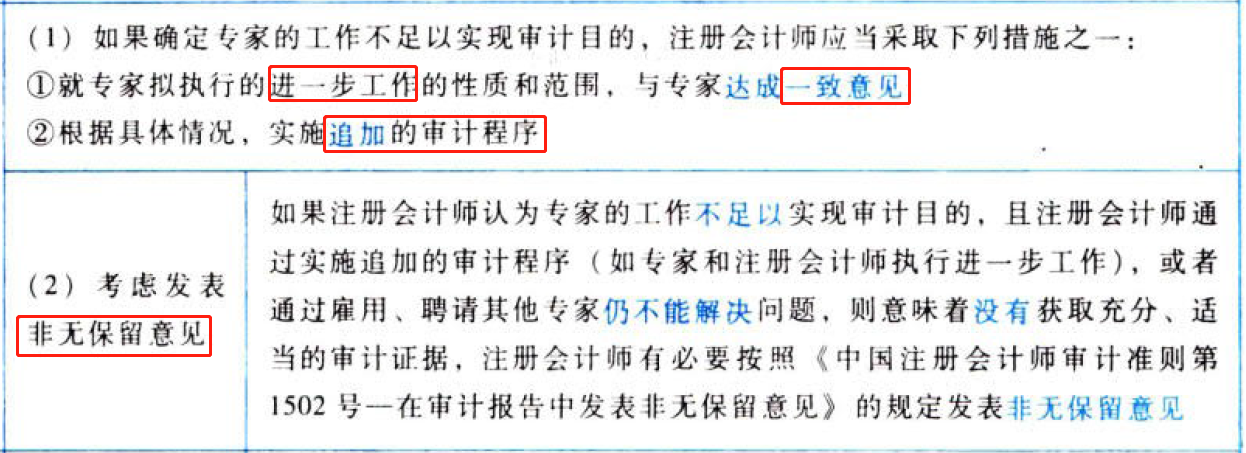 (1) 如果确定专家的工作不足以实现审计目的，注册会计师应当采取下列措施之一：
①就专家拟执行的进一步工作的性质和范围，与专家达成一致意见
②根据具体情况，实施追加的审计程序
(2) 考虑发表
非无保留意见
如果注册会计师认为专家的工作不足以实现审计目的，且注册会计师通
过实施追加的审计程序（如专家和注册会计师执行进一步工作），或者
通过雇用、聘请其他专家仍不能解决问题，则意味着没有获取充分、适
当的审计证据，注册会计师有必要按照《中国注册会计师审计准则第
1502 号—在审计报告中发表非无保留意见》的规定发表非无保留意见